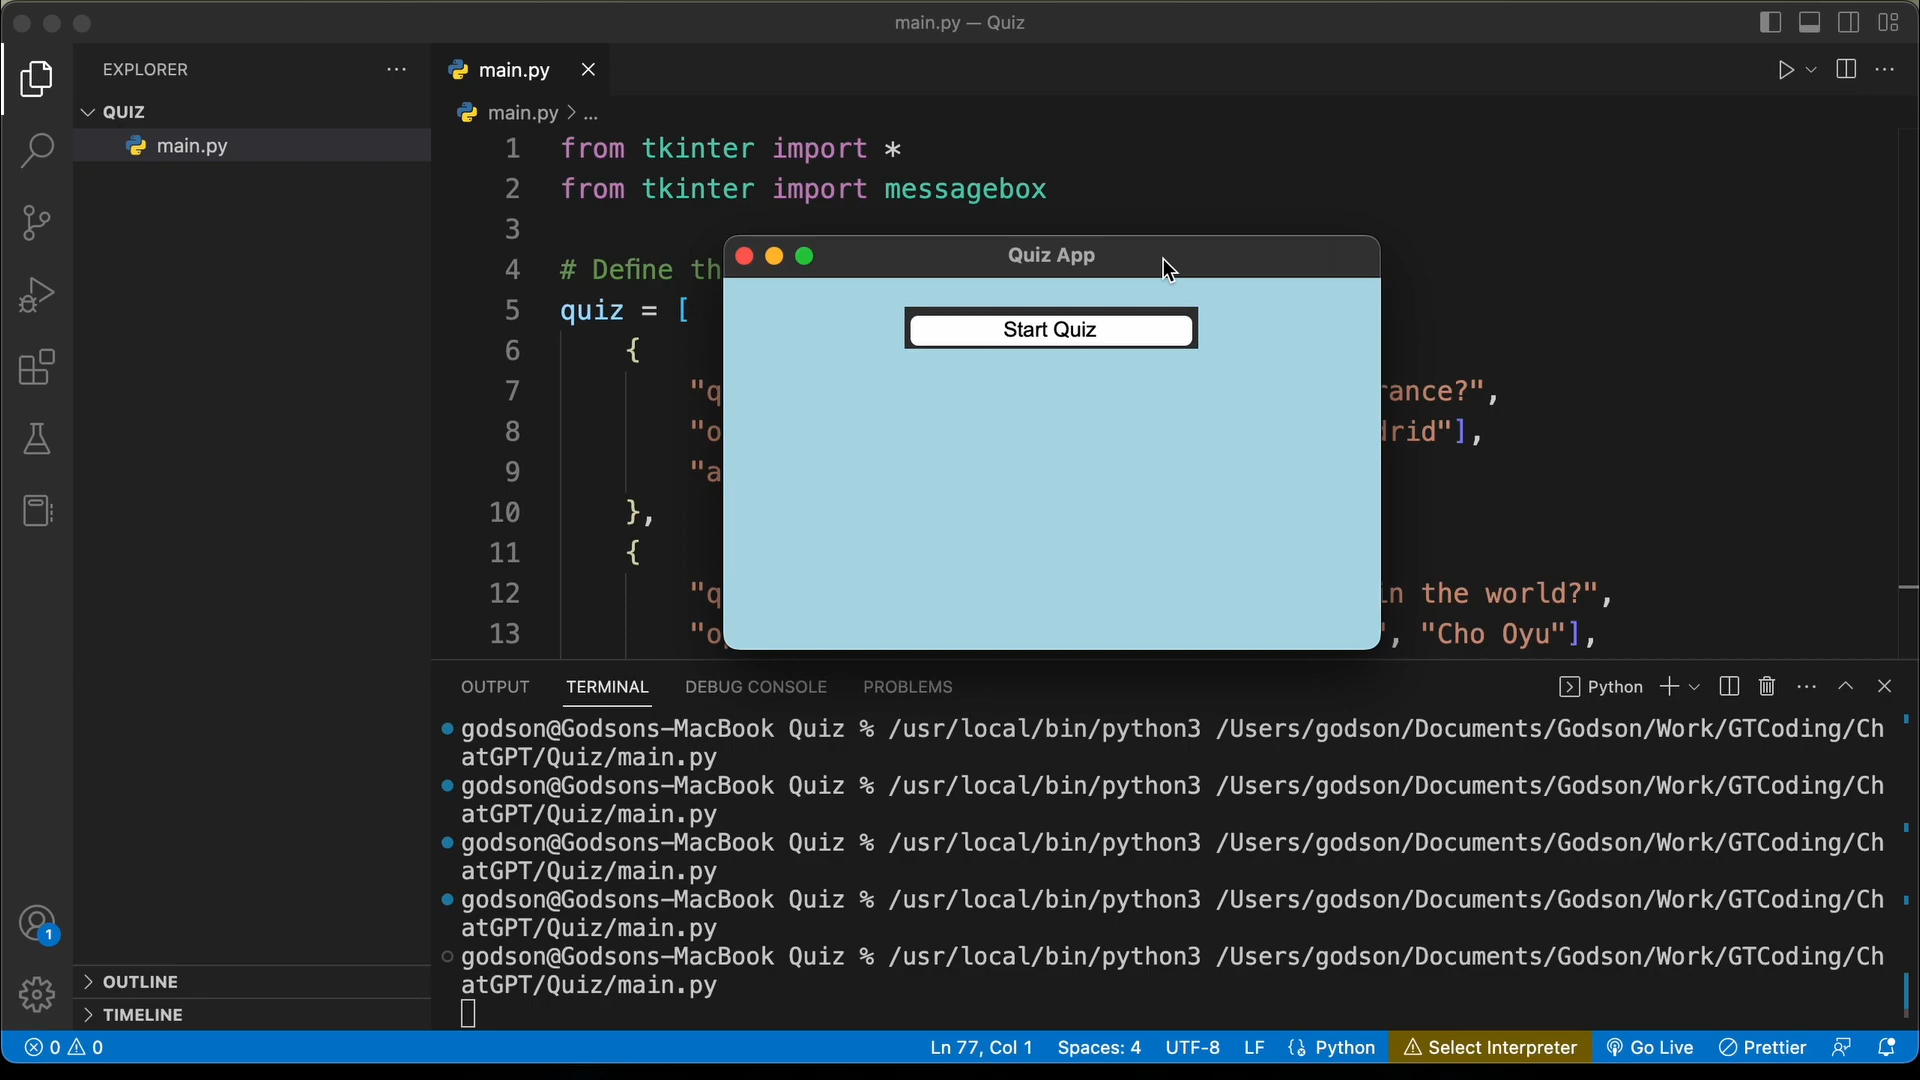 main.py — Quiz
EXPLORER
QUIZ
main.py
OUTLINE
TIMELINE
main.py
main.py > ...
1 from tkinter import *
2 from tkinter import messagebox
3
4 # Define th
5 quiz = [
6 {
7 "q rance?",
8 "o drid"],
9 "a
10 },
11 {
12 "q in the world?",
13 "o ", "Cho Oyu"],
Quiz App
Start Quiz
OUTPUT TERMINAL DEBUG CONSOLE PROBLEMS
Python
godson@Godsons-MacBook Quiz % /usr/local/bin/python3 /Users/godson/Documents/Godson/Work/GTCoding/Ch
atGPT/Quiz/main.py
godson@Godsons-MacBook Quiz % /usr/local/bin/python3 /Users/godson/Documents/Godson/Work/GTCoding/Ch
atGPT/Quiz/main.py
godson@Godsons-MacBook Quiz % /usr/local/bin/python3 /Users/godson/Documents/Godson/Work/GTCoding/Ch
atGPT/Quiz/main.py
godson@Godsons-MacBook Quiz % /usr/local/bin/python3 /Users/godson/Documents/Godson/Work/GTCoding/Ch
atGPT/Quiz/main.py
godson@Godsons-MacBook Quiz % /usr/local/bin/python3 /Users/godson/Documents/Godson/Work/GTCoding/Ch
atGPT/Quiz/main.py
1
0 0 Ln 77, Col 1 Spaces: 4 UTF-8 LF Python Select Interpreter Go Live Prettier